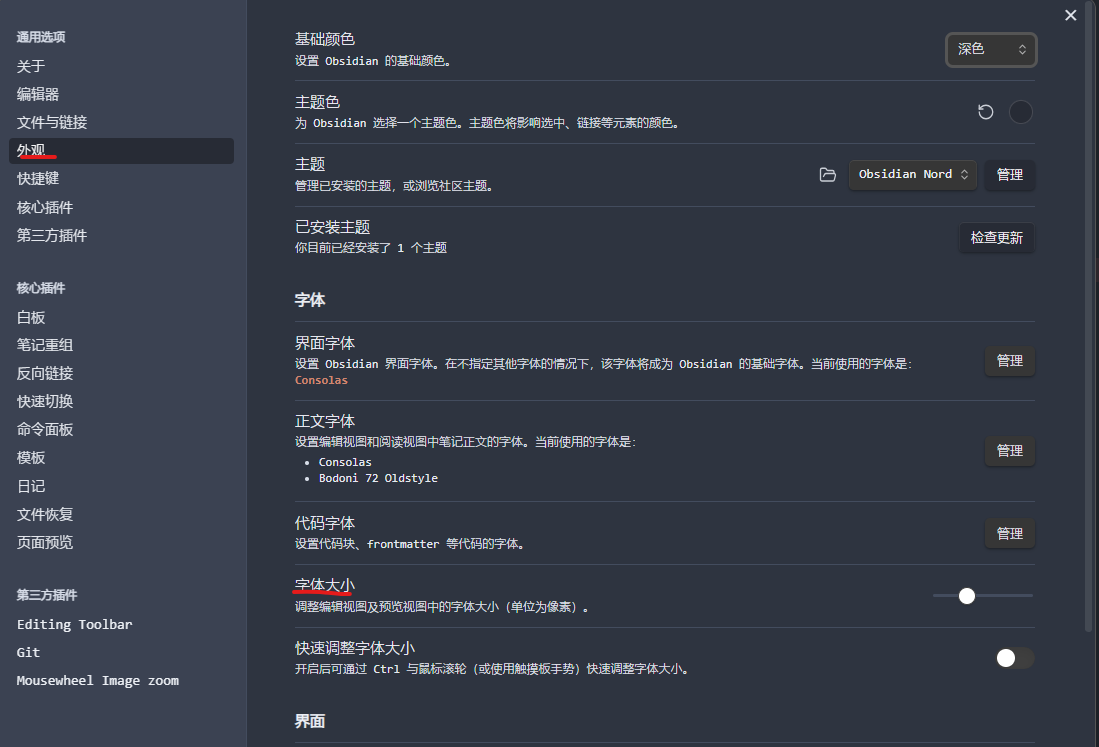 通用选项
关于
编辑器
文件与链接
外观
快捷键
核心插件
第三方插件
核心插件
白板
笔记重组
反向链接
快速切换
命令面板
模板
日记
文件恢复
页面预览
第三方插件
Editing Toolbar
Git
Mousewheel Image zoom
基础颜色
设置 Obsidian 的基础颜色。
深色
主题色
为 Obsidian 选择一个主题色。主题色将影响选中、链接等元素的颜色。
主题
管理已安装的主题，或浏览社区主题。
Obsidian Nord
管理
已安装主题
你目前已经安装了 1 个主题
检查更新
字体
界面字体
设置 Obsidian 界面字体。在不指定其他字体的情况下，该字体将成为 Obsidian 的基础字体。当前使用的字体是：
Consolas
管理
正文字体
设置编辑视图和阅读视图中笔记正文的字体。当前使用的字体是：
• Consolas
• Bodoni 72 Oldstyle
管理
代码字体
设置代码块、frontmatter 等代码的字体。
管理
字体大小
调整编辑视图及预览视图中的字体大小（单位为像素）。
快速调整字体大小
开启后可通过 Ctrl 与鼠标滚轮（或使用触摸板手势）快速调整字体大小。
界面